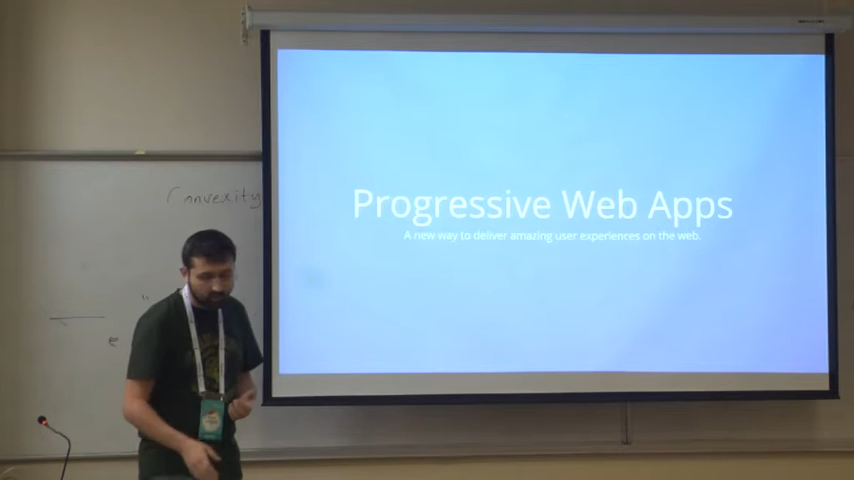 Progressive Web Apps
A new way to deliver amazing user experiences on the web.
Convexity
e